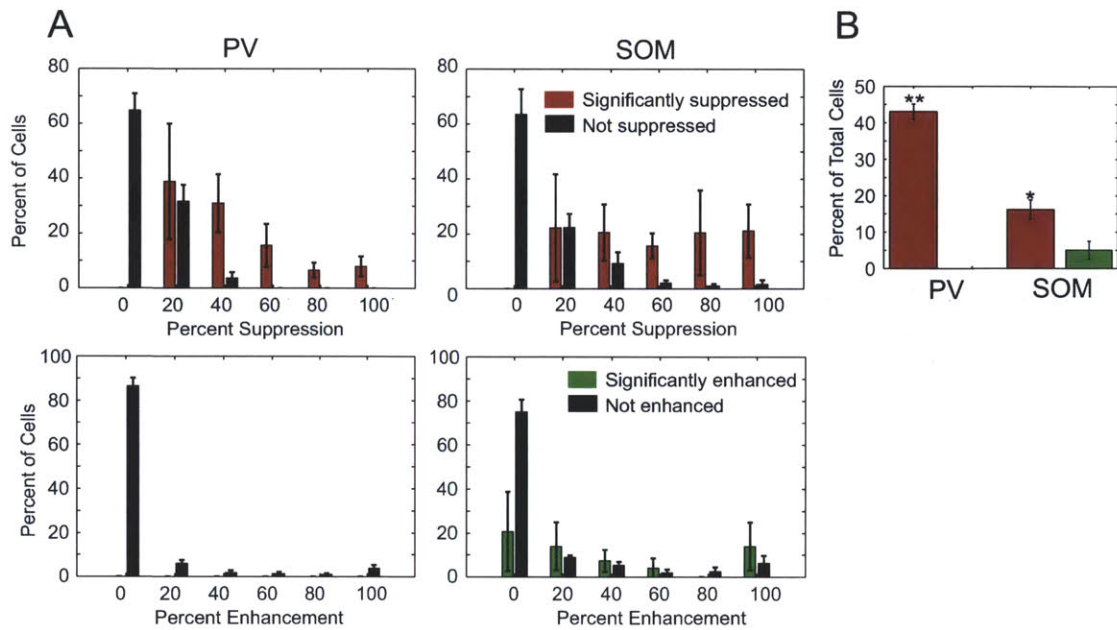 A
B
PV
SOM
80
60
40
20
0
Percent of Cells
0 20 40 60 80 100
Percent Suppression
80
60
40
20
0
Significantly suppressed
Not suppressed
0 20 40 60 80 100
Percent Suppression
50
40
30
20
10
0
Percent of Total Cells
**
*
PV SOM
100
80
60
40
20
0
Percent of Cells
0 20 40 60 80 100
Percent Enhancement
100
80
60
40
20
0
Significantly enhanced
Not enhanced
0 20 40 60 80 100
Percent Enhancement